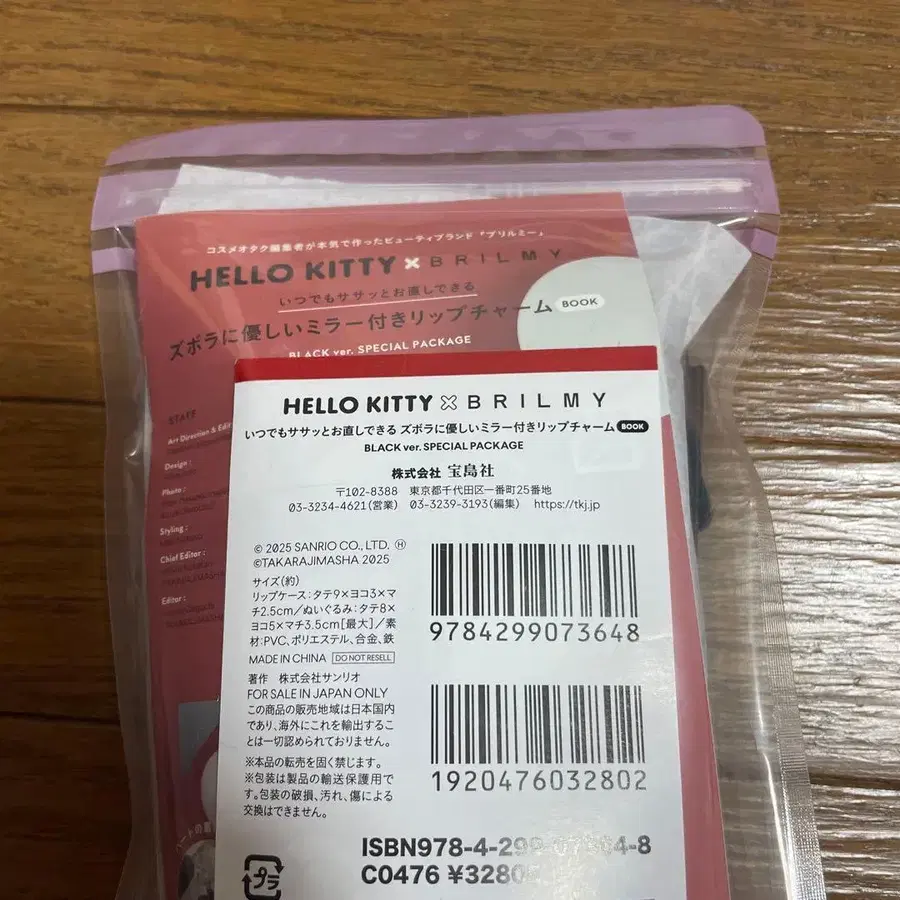 コスメオタク編集者が本気で作ったビューティブランド『ブリルミー』
HELLO KITTY × BRILMY
いつでもササッとお直しできる
ズボラに優しいミラー付きリップチャーム BOOK
BLACK ver. SPECIAL PACKAGE
STAFF
Art Direction & Edi
Design :
Photo :
Styling :
Chief Editor :
Editor :
HELLO KITTY × BRILMY
いつでもササッとお直しできる ズボラに優しいミラー付きリップチャーム BOOK
BLACK ver. SPECIAL PACKAGE
株式会社 宝島社
〒102-8388 東京都千代田区一番町25番地
03-3234-4621(営業) 03-3239-3193(編集) https://tkj.jp
© 2025 SANRIO CO., LTD. Ⓗ
©TAKARAJIMASHA 2025
サイズ(約)
リップケース:タテ9×ヨコ3×マ
チ2.5cm/ぬいぐるみ:タテ8×
ヨコ5×マチ3.5cm[最大]/素
材:PVC、ポリエステル、合金、鉄
MADE IN CHINA DO NOT RESELL
著作 株式会社サンリオ
FOR SALE IN JAPAN ONLY
この商品の販売地域は日本国内
であり、海外にこれを輸出するこ
とは一切認められておりません。
※本品の転売を固く禁じます。
※包装は製品の輸送保護用で
す。包装の破損、汚れ、傷による
交換はできません。
プラ
9784299073648
1920476032802
ISBN978-4-299-07364-8
C0476 ¥3280